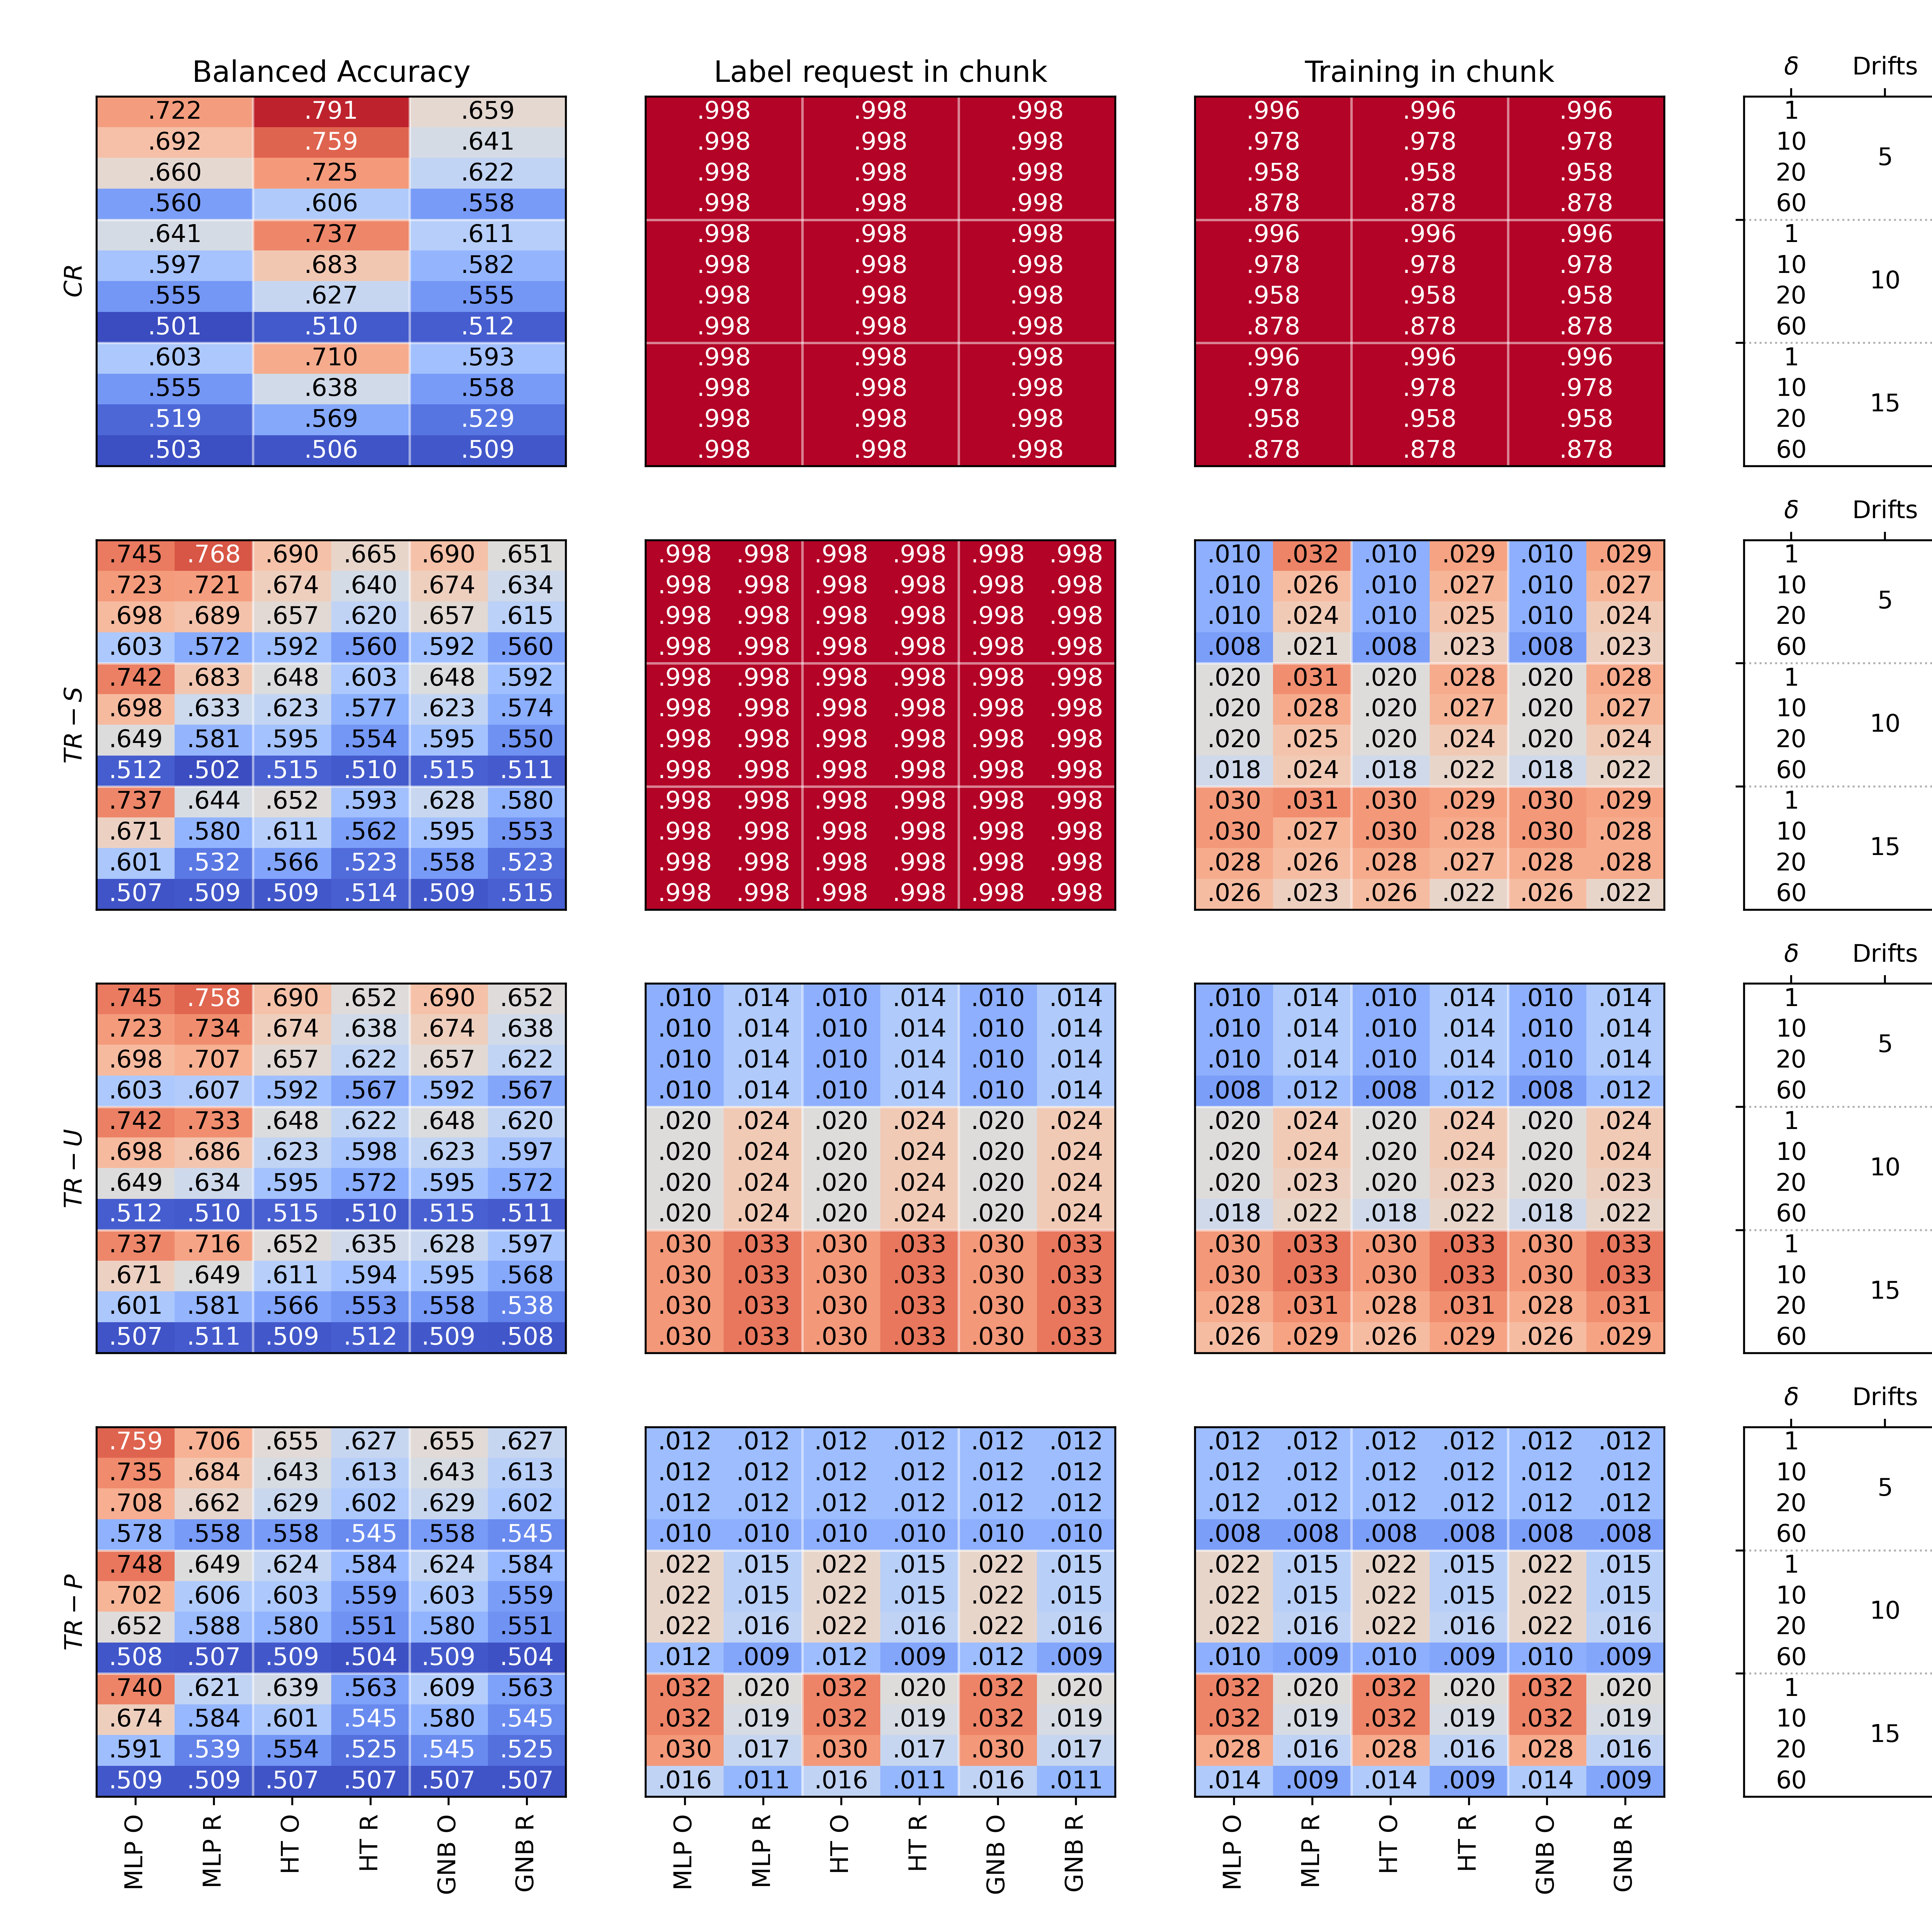 Balanced Accuracy Label request in chunk Training in chunk δ Drifts
.722 .791 .659 .998 .998 .998 .996 .996 .996 1
.692 .759 .641 .998 .998 .998 .978 .978 .978 10
5
.660 .725 .622 .998 .998 .998 .958 .958 .958 20
.560 .606 .558 .998 .998 .998 .878 .878 .878 60
.641 .737 .611 .998 .998 .998 .996 .996 .996 1
.597 .683 .582 .998 .998 .998 .978 .978 .978 10
CR 10
.555 .627 .555 .998 .998 .998 .958 .958 .958 20
.501 .510 .512 .998 .998 .998 .878 .878 .878 60
.603 .710 .593 .998 .998 .998 .996 .996 .996 1
.555 .638 .558 .998 .998 .998 .978 .978 .978 10
15
.519 .569 .529 .998 .998 .998 .958 .958 .958 20
.503 .506 .509 .998 .998 .998 .878 .878 .878 60
δ Drifts
.745 .768 .690 .665 .690 .651 .998 .998 .998 .998 .998 .998 .010 .032 .010 .029 .010 .029 1
.723 .721 .674 .640 .674 .634 .998 .998 .998 .998 .998 .998 .010 .026 .010 .027 .010 .027 10
5
.698 .689 .657 .620 .657 .615 .998 .998 .998 .998 .998 .998 .010 .024 .010 .025 .010 .024 20
.603 .572 .592 .560 .592 .560 .998 .998 .998 .998 .998 .998 .008 .021 .008 .023 .008 .023 60
.742 .683 .648 .603 .648 .592 .998 .998 .998 .998 .998 .998 .020 .031 .020 .028 .020 .028 1
.698 .633 .623 .577 .623 .574 .998 .998 .998 .998 .998 .998 .020 .028 .020 .027 .020 .027 10
TR − S 10
.649 .581 .595 .554 .595 .550 .998 .998 .998 .998 .998 .998 .020 .025 .020 .024 .020 .024 20
.512 .502 .515 .510 .515 .511 .998 .998 .998 .998 .998 .998 .018 .024 .018 .022 .018 .022 60
.737 .644 .652 .593 .628 .580 .998 .998 .998 .998 .998 .998 .030 .031 .030 .029 .030 .029 1
.671 .580 .611 .562 .595 .553 .998 .998 .998 .998 .998 .998 .030 .027 .030 .028 .030 .028 10
15
.601 .532 .566 .523 .558 .523 .998 .998 .998 .998 .998 .998 .028 .026 .028 .027 .028 .028 20
.507 .509 .509 .514 .509 .515 .998 .998 .998 .998 .998 .998 .026 .023 .026 .022 .026 .022 60
δ Drifts
.745 .758 .690 .652 .690 .652 .010 .014 .010 .014 .010 .014 .010 .014 .010 .014 .010 .014 1
.723 .734 .674 .638 .674 .638 .010 .014 .010 .014 .010 .014 .010 .014 .010 .014 .010 .014 10
5
.698 .707 .657 .622 .657 .622 .010 .014 .010 .014 .010 .014 .010 .014 .010 .014 .010 .014 20
.603 .607 .592 .567 .592 .567 .010 .014 .010 .014 .010 .014 .008 .012 .008 .012 .008 .012 60
.742 .733 .648 .622 .648 .620 .020 .024 .020 .024 .020 .024 .020 .024 .020 .024 .020 .024 1
.698 .686 .623 .598 .623 .597 .020 .024 .020 .024 .020 .024 .020 .024 .020 .024 .020 .024 10
TR − U 10
.649 .634 .595 .572 .595 .572 .020 .024 .020 .024 .020 .024 .020 .023 .020 .023 .020 .023 20
.512 .510 .515 .510 .515 .511 .020 .024 .020 .024 .020 .024 .018 .022 .018 .022 .018 .022 60
.737 .716 .652 .635 .628 .597 .030 .033 .030 .033 .030 .033 .030 .033 .030 .033 .030 .033 1
.671 .649 .611 .594 .595 .568 .030 .033 .030 .033 .030 .033 .030 .033 .030 .033 .030 .033 10
15
.601 .581 .566 .553 .558 .538 .030 .033 .030 .033 .030 .033 .028 .031 .028 .031 .028 .031 20
.507 .511 .509 .512 .509 .508 .030 .033 .030 .033 .030 .033 .026 .029 .026 .029 .026 .029 60
δ Drifts
.759 .706 .655 .627 .655 .627 .012 .012 .012 .012 .012 .012 .012 .012 .012 .012 .012 .012 1
.735 .684 .643 .613 .643 .613 .012 .012 .012 .012 .012 .012 .012 .012 .012 .012 .012 .012 10
5
.708 .662 .629 .602 .629 .602 .012 .012 .012 .012 .012 .012 .012 .012 .012 .012 .012 .012 20
.578 .558 .558 .545 .558 .545 .010 .010 .010 .010 .010 .010 .008 .008 .008 .008 .008 .008 60
.748 .649 .624 .584 .624 .584 .022 .015 .022 .015 .022 .015 .022 .015 .022 .015 .022 .015 1
.702 .606 .603 .559 .603 .559 .022 .015 .022 .015 .022 .015 .022 .015 .022 .015 .022 .015 10
TR − P 10
.652 .588 .580 .551 .580 .551 .022 .016 .022 .016 .022 .016 .022 .016 .022 .016 .022 .016 20
.508 .507 .509 .504 .509 .504 .012 .009 .012 .009 .012 .009 .010 .009 .010 .009 .010 .009 60
.740 .621 .639 .563 .609 .563 .032 .020 .032 .020 .032 .020 .032 .020 .032 .020 .032 .020 1
.674 .584 .601 .545 .580 .545 .032 .019 .032 .019 .032 .019 .032 .019 .032 .019 .032 .019 10
15
.591 .539 .554 .525 .545 .525 .030 .017 .030 .017 .030 .017 .028 .016 .028 .016 .028 .016 20
.509 .509 .507 .507 .507 .507 .016 .011 .016 .011 .016 .011 .014 .009 .014 .009 .014 .009 60
MLP O MLP R HT O HT R GNB O GNB R MLP O MLP R HT O HT R GNB O GNB R MLP O MLP R HT O HT R GNB O GNB R